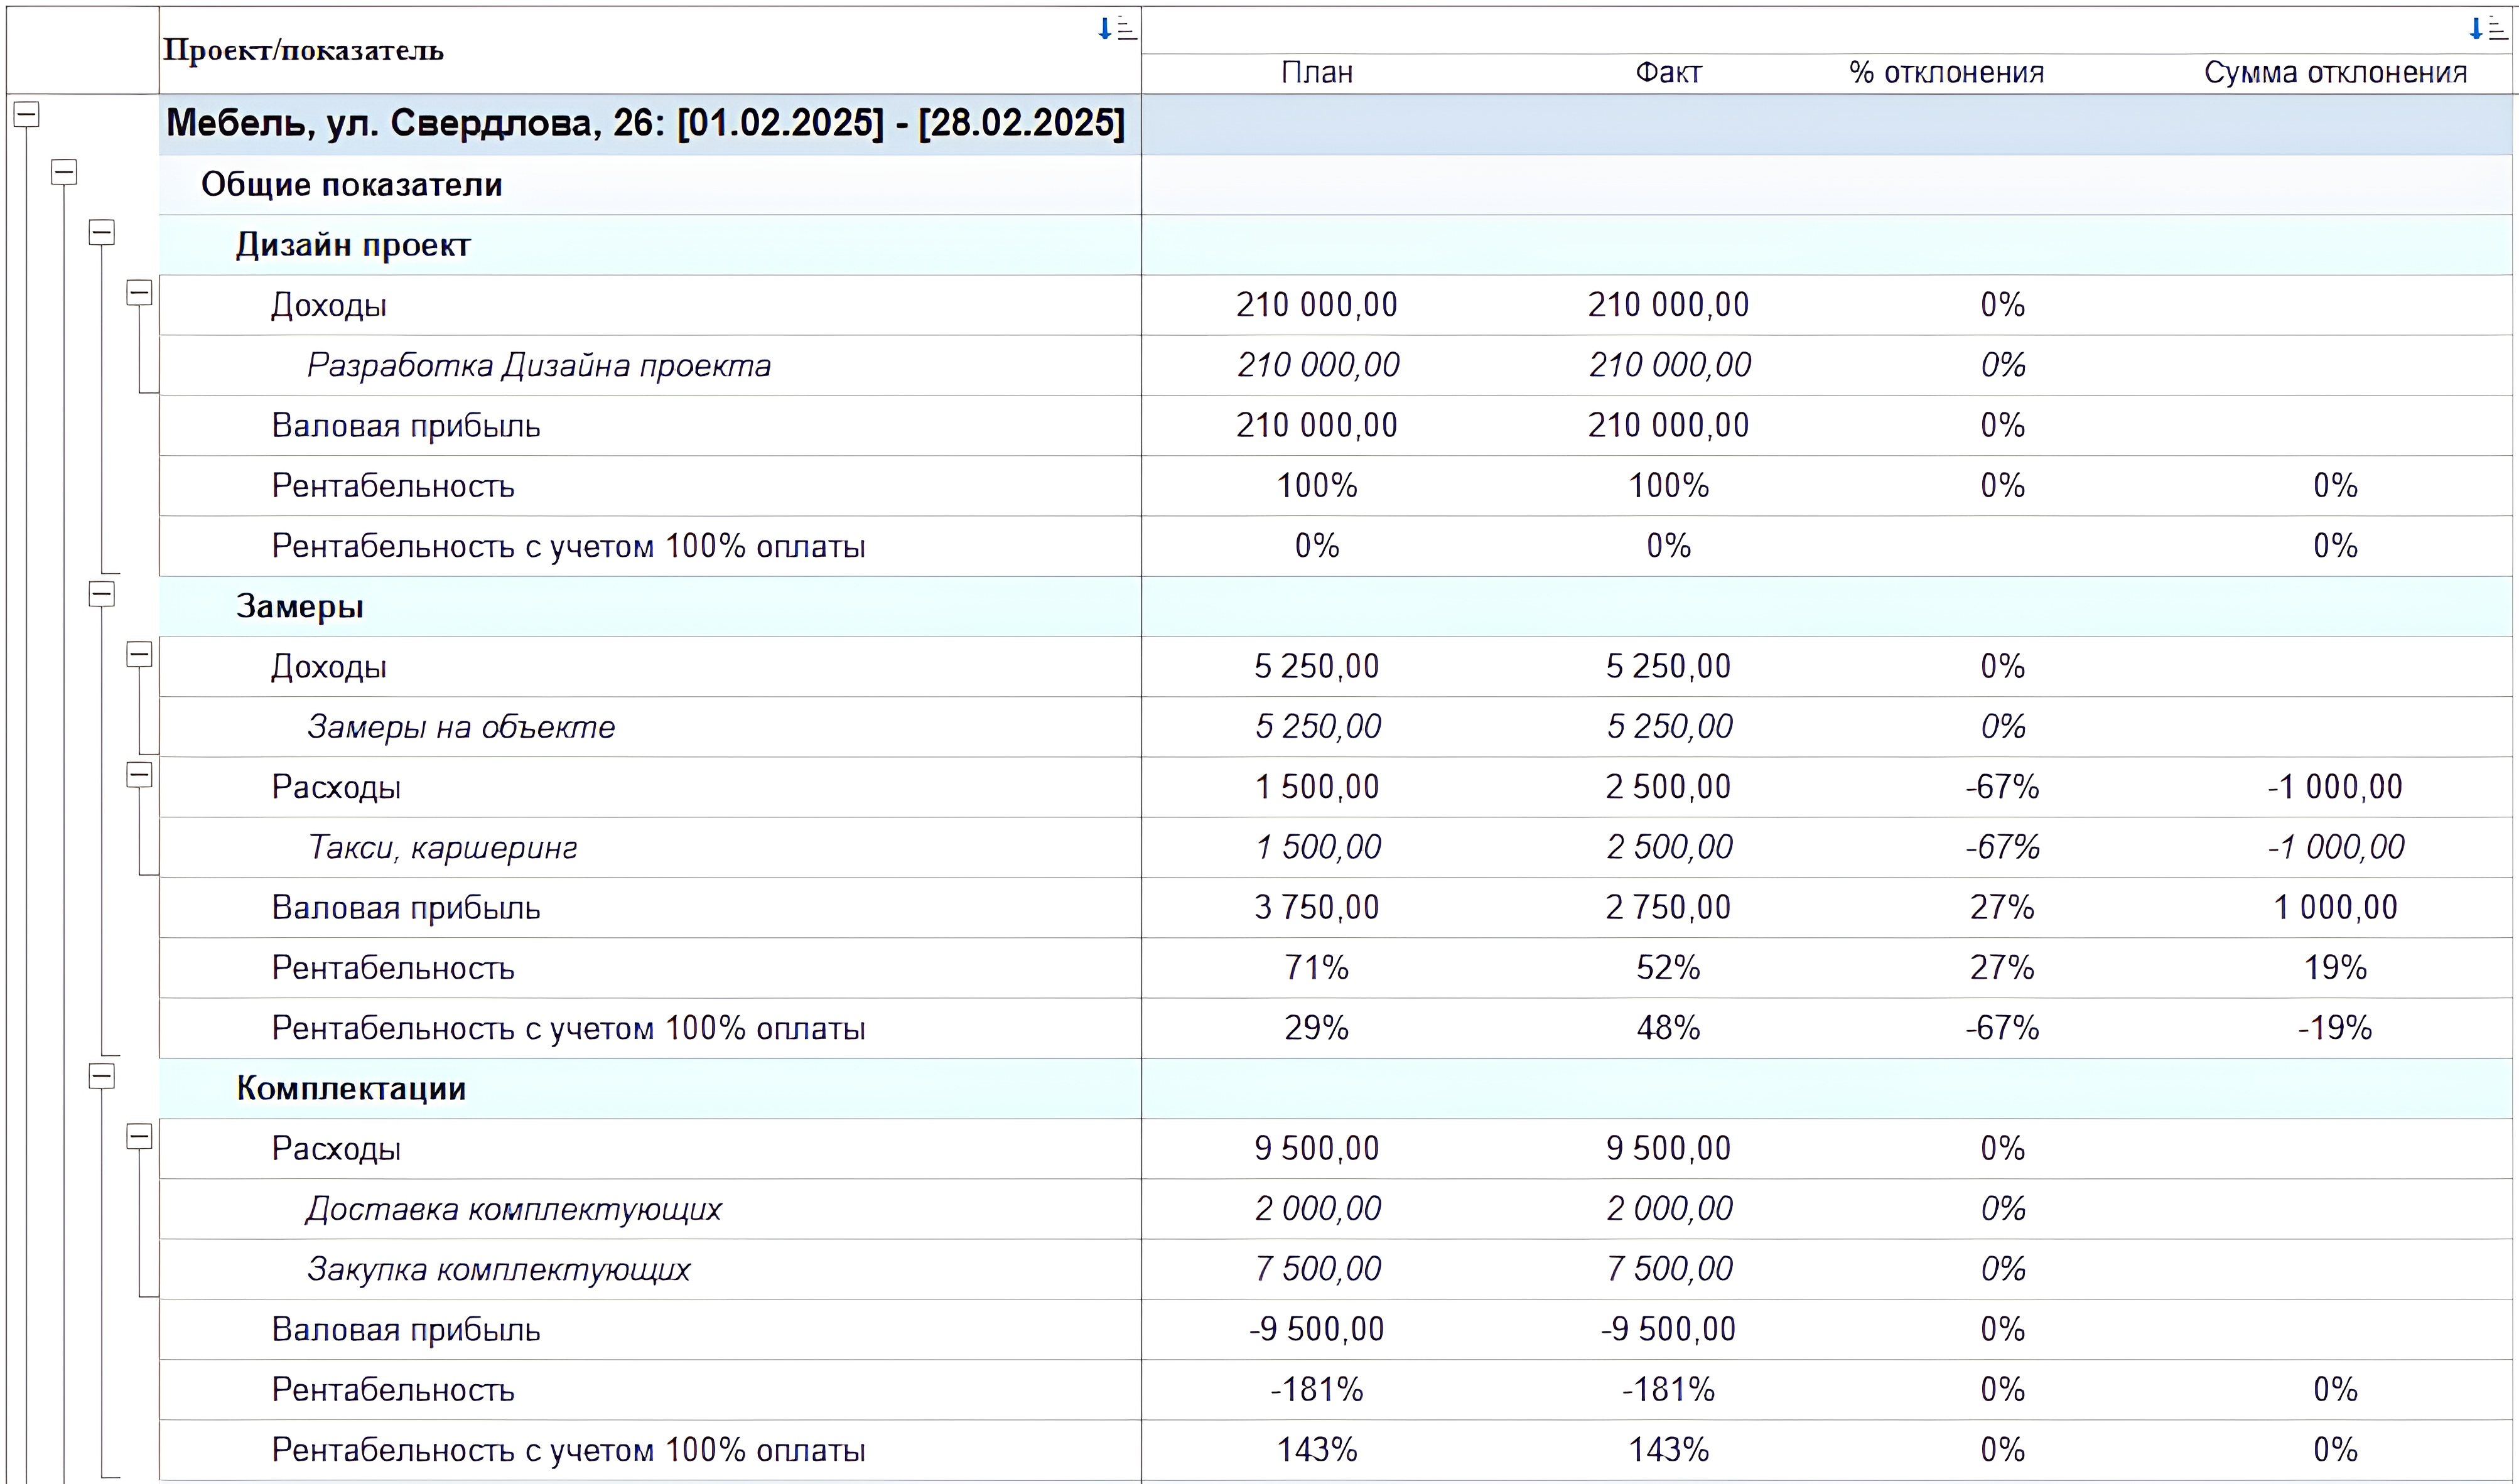 Проект/показатель
План Факт % отклонения Сумма отклонения
Мебель, ул. Свердлова, 26: [01.02.2025] - [28.02.2025]
Общие показатели
Дизайн проект
Доходы 210 000,00 210 000,00 0%
Разработка Дизайна проекта 210 000,00 210 000,00 0%
Валовая прибыль 210 000,00 210 000,00 0%
Рентабельность 100% 100% 0% 0%
Рентабельность с учетом 100% оплаты 0% 0% 0%
Замеры
Доходы 5 250,00 5 250,00 0%
Замеры на объекте 5 250,00 5 250,00 0%
Расходы 1 500,00 2 500,00 -67% -1 000,00
Такси, каршеринг 1 500,00 2 500,00 -67% -1 000,00
Валовая прибыль 3 750,00 2 750,00 27% 1 000,00
Рентабельность 71% 52% 27% 19%
Рентабельность с учетом 100% оплаты 29% 48% -67% -19%
Комплектации
Расходы 9 500,00 9 500,00 0%
Доставка комплектующих 2 000,00 2 000,00 0%
Закупка комплектующих 7 500,00 7 500,00 0%
Валовая прибыль -9 500,00 -9 500,00 0%
Рентабельность -181% -181% 0% 0%
Рентабельность с учетом 100% оплаты 143% 143% 0% 0%